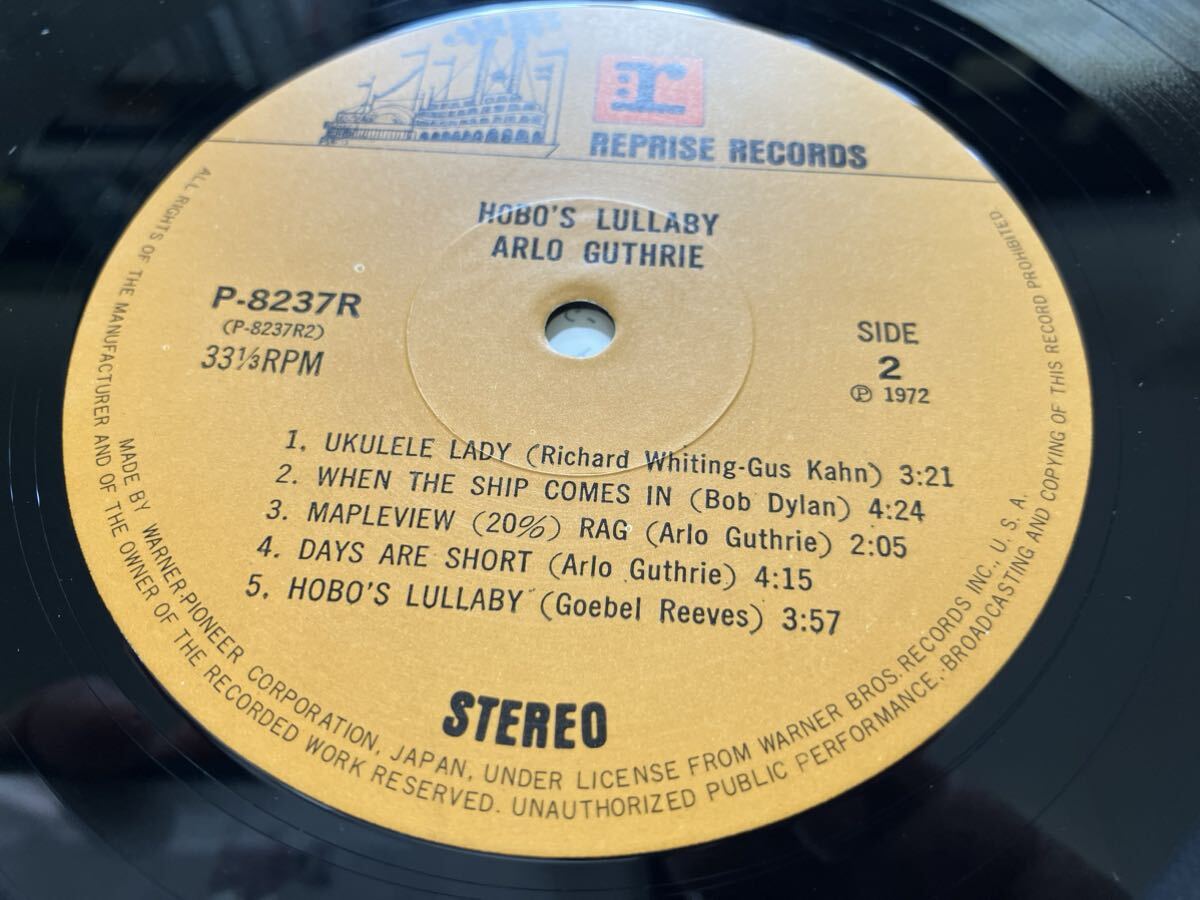 r:
REPRISE RECORDS
HOBO'S LULLABY
ARLO GUTHRIE
P-8237R
(P-8237R2)
33⅓RPM
SIDE
2
Ⓟ 1972
1. UKULELE LADY (Richard Whiting-Gus Kahn) 3:21
2. WHEN THE SHIP COMES IN (Bob Dylan) 4:24
3. MAPLEVIEW (20%) RAG (Arlo Guthrie) 2:05
4. DAYS ARE SHORT (Arlo Guthrie) 4:15
5. HOBO'S LULLABY (Goebel Reeves) 3:57
STEREO
MADE BY WARNER-PIONEER CORPORATION, JAPAN, UNDER LICENSE FROM WARNER BROS. RECORDS INC., U. S. A.
ALL RIGHTS OF THE MANUFACTURER AND OF THE OWNER OF THE RECORDED WORK RESERVED. UNAUTHORIZED PUBLIC PERFORMANCE, BROADCASTING AND COPYING OF THIS RECORD PROHIBITED.